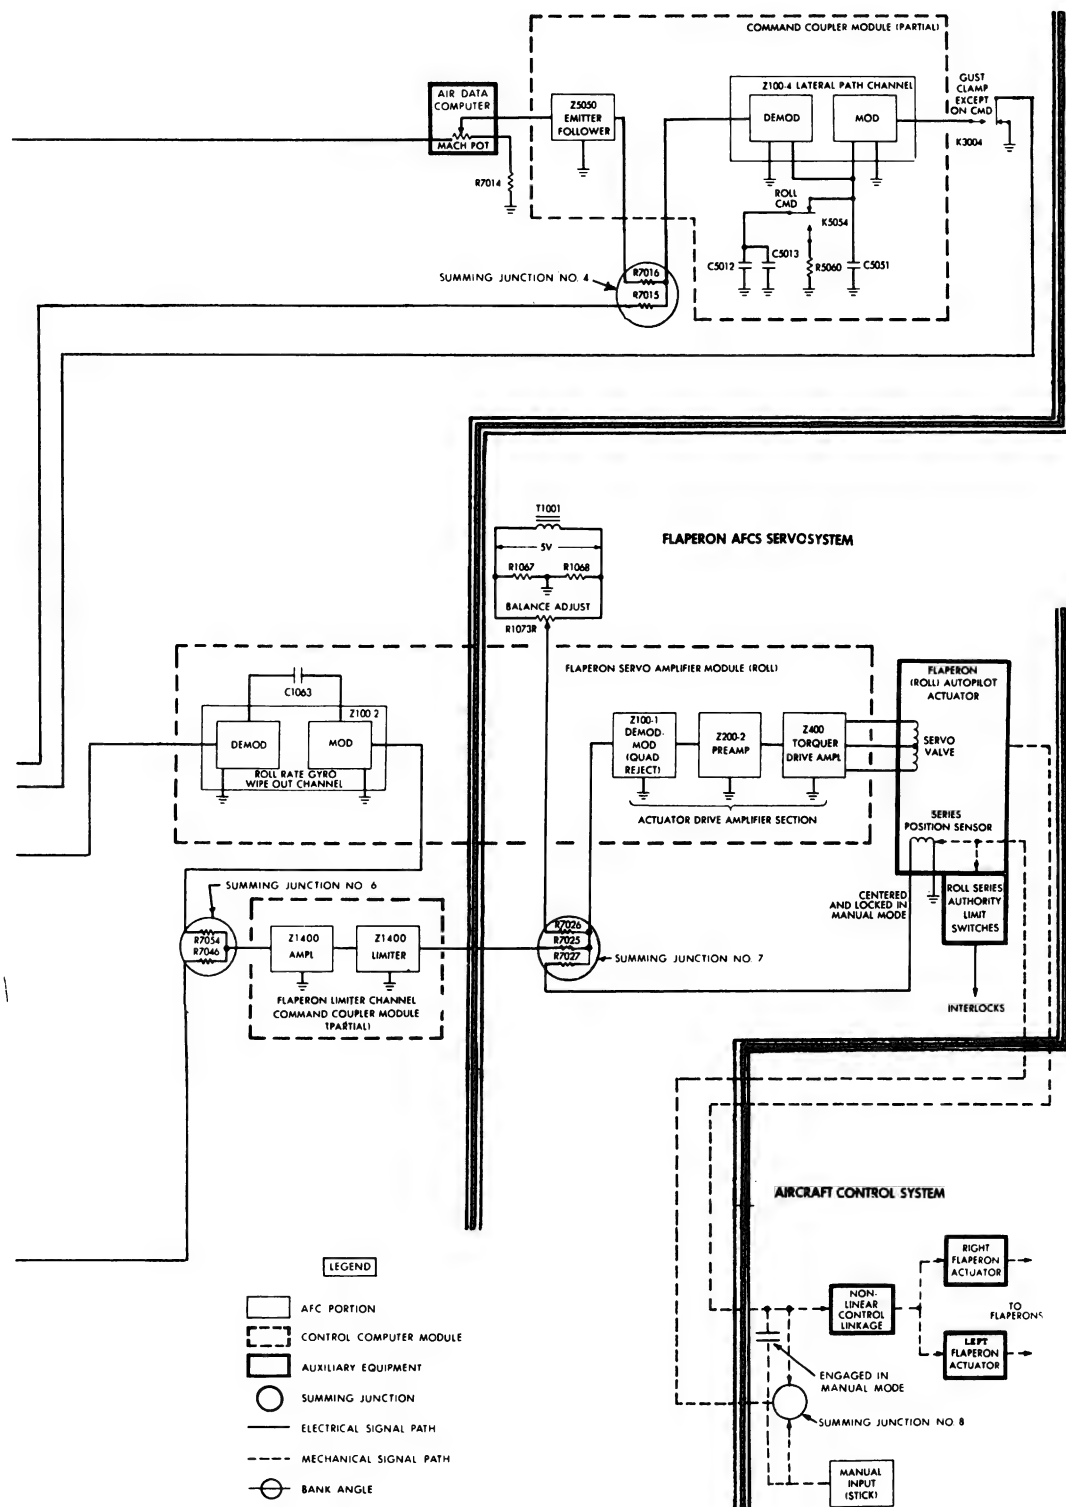 COMMAND COUPLER MODULE (PARTIAL)
AIR DATA
COMPUTER
MACH POT
R7014
Z5050
EMITTER
FOLLOWER
Z100-4 LATERAL PATH CHANNEL
DEMOD
MOD
GUST
CLAMP
EXCEPT
ON CMD
K3004
ROLL
CMD
K5054
C5012
C5013
R5060
C5051
SUMMING JUNCTION NO. 4
R7016
R7015
T1001
5V
R1067
R1068
BALANCE ADJUST
R1073R
FLAPERON AFCS SERVOSYSTEM
C1063
Z100 2
DEMOD
MOD
ROLL RATE GYRO
WIPE OUT CHANNEL
FLAPERON SERVO AMPLIFIER MODULE (ROLL)
Z100-1
DEMOD-
MOD
(QUAD
REJECT)
Z200-2
PREAMP
Z400
TORQUER
DRIVE AMPL
ACTUATOR DRIVE AMPLIFIER SECTION
FLAPERON
(ROLL) AUTOPILOT
ACTUATOR
SERVO
VALVE
SERIES
POSITION SENSOR
CENTERED
AND LOCKED IN
MANUAL MODE
ROLL SERIES
AUTHORITY
LIMIT
SWITCHES
INTERLOCKS
SUMMING JUNCTION NO. 6
R7054
R7046
Z1400
AMPL
Z1400
LIMITER
FLAPERON LIMITER CHANNEL
COMMAND COUPLER MODULE
(PARTIAL)
R7026
R7025
R7027
SUMMING JUNCTION NO. 7
AIRCRAFT CONTROL SYSTEM
RIGHT
FLAPERON
ACTUATOR
NON-
LINEAR
CONTROL
LINKAGE
TO
FLAPERONS
LEFT
FLAPERON
ACTUATOR
ENGAGED IN
MANUAL MODE
SUMMING JUNCTION NO. 8
MANUAL
INPUT
(STICK)
LEGEND
AFC PORTION
CONTROL COMPUTER MODULE
AUXILIARY EQUIPMENT
SUMMING JUNCTION
ELECTRICAL SIGNAL PATH
MECHANICAL SIGNAL PATH
BANK ANGLE